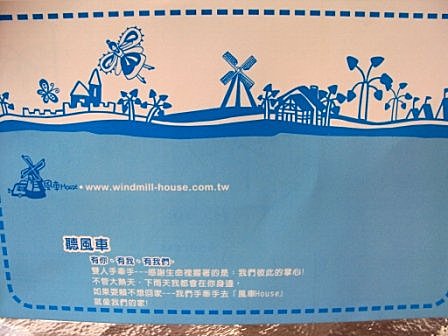 風車House • www.windmill-house.com.tw
聽風車
有你。有我。有我們。
雙人手牽手---感謝生命裡握著的是：我們彼此的掌心！
不管大熱天、下雨天我都會在你身邊，
如果耍賴不想回家---我們手牽手去「風車House」
就像我們的家！